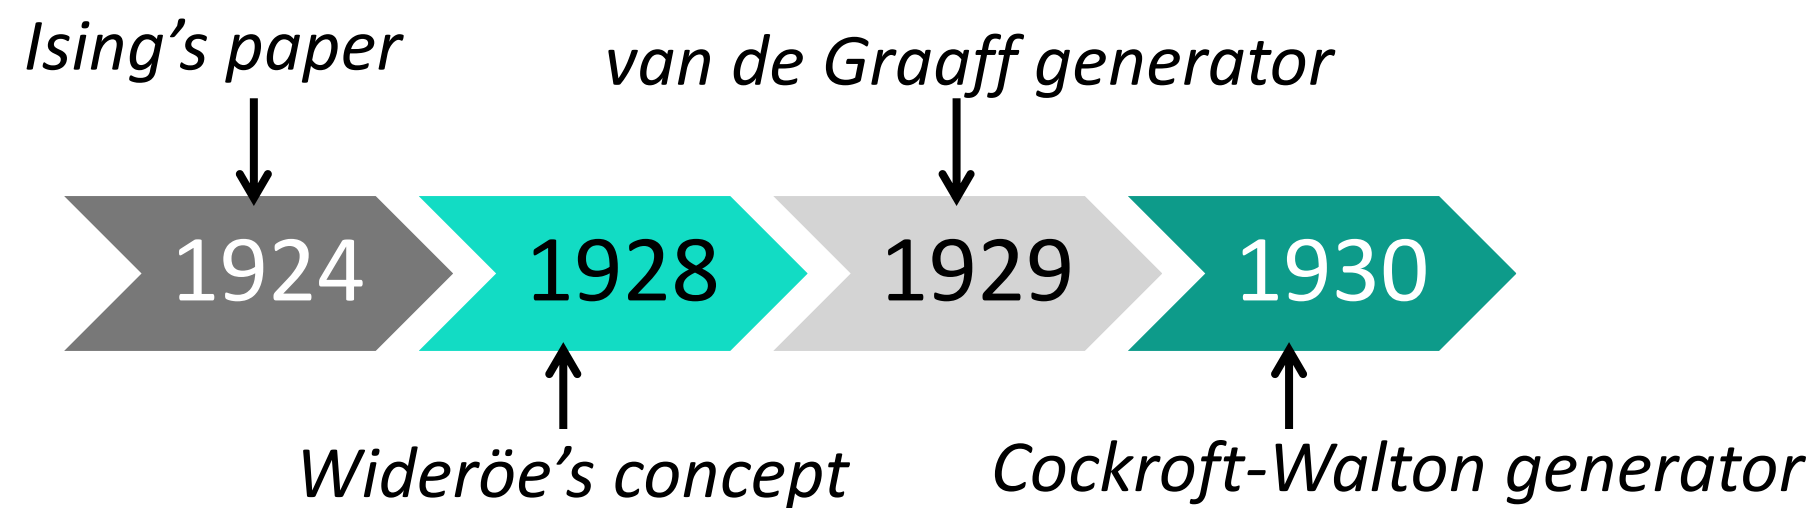 Ising’s paper
van de Graaff generator
1924
1928
1929
1930
Wideröe’s concept
Cockroft-Walton generator